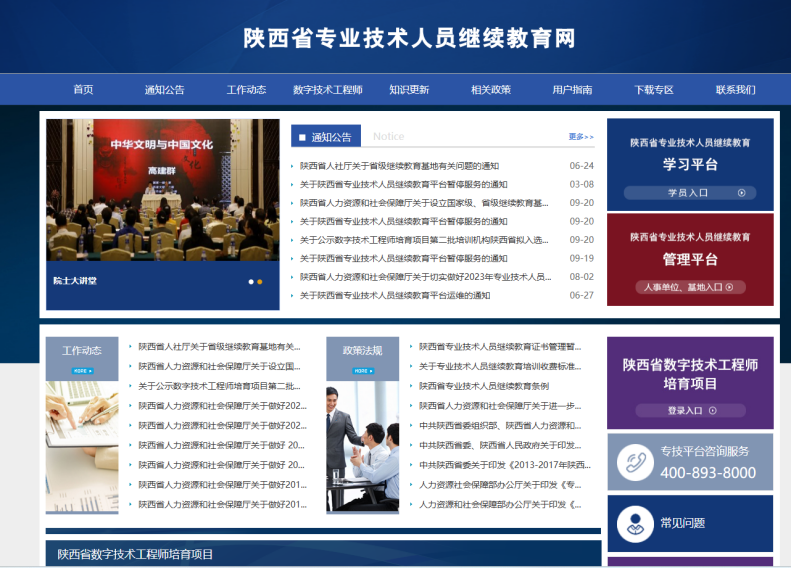 陕西省专业技术人员继续教育网
首页 通知公告 工作动态 数字技术工程师 知识更新 相关政策 用户指南 下载专区 联系我们
中华文明与中国文化
高建群
院士大讲堂
通知公告 Notice 更多>>
陕西省人社厅关于省级继续教育基地有关问题的通知 06-24
关于陕西省专业技术人员继续教育平台暂停服务的通知 03-08
陕西省人力资源和社会保障厅关于设立国家级、省级继续教育基... 09-20
关于陕西省专业技术人员继续教育平台暂停服务的通知 09-20
关于公示数字技术工程师培育项目第二批培训机构陕西省拟入选... 09-20
关于陕西省专业技术人员继续教育平台暂停服务的通知 09-19
陕西省人力资源和社会保障厅关于切实做好2023年专业技术人员... 08-02
关于陕西省专业技术人员继续教育平台运维的通知 06-27
陕西省专业技术人员继续教育
学习平台
学员入口
陕西省专业技术人员继续教育
管理平台
人事单位、基地入口
工作动态
MORE
陕西省人社厅关于省级继续教育基地有关...
陕西省人力资源和社会保障厅关于设立国...
关于公示数字技术工程师培育项目第二批...
陕西省人力资源和社会保障厅关于做好202...
陕西省人力资源和社会保障厅关于做好202...
陕西省人力资源和社会保障厅关于做好 20...
陕西省人力资源和社会保障厅关于做好 20...
陕西省人力资源和社会保障厅关于做好201...
陕西省人力资源和社会保障厅关于做好201...
政策法规
MORE
陕西省专业技术人员继续教育证书管理暂...
关于专业技术人员继续教育培训收费标准...
陕西省专业技术人员继续教育条例
陕西省人力资源和社会保障厅关于进一步...
中共陕西省委组织部、陕西省人力资源和...
中共陕西省委、陕西省人民政府关于印发...
中共陕西省委关于印发《2013-2017年陕西...
人力资源社会保障部办公厅关于印发《专...
人力资源和社会保障部办公厅关于印发《...
陕西省数字技术工程师
培育项目
登录入口
专技平台咨询服务
400-893-8000
常见问题
陕西省数字技术工程师培育项目